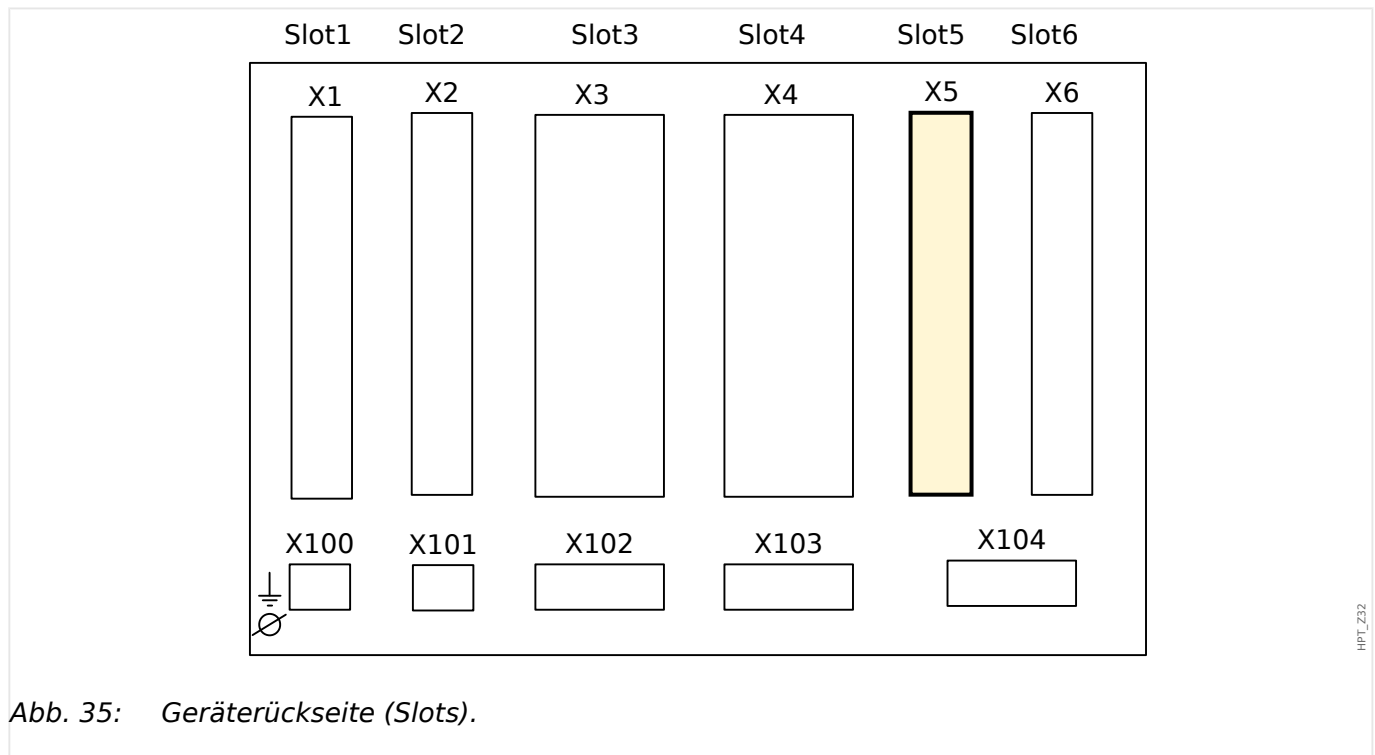 Slot1 Slot2 Slot3 Slot4 Slot5 Slot6
X1 X2 X3 X4 X5 X6
X100 X101 X102 X103 X104
HPT_Z32
Abb. 35: Geräterückseite (Slots).